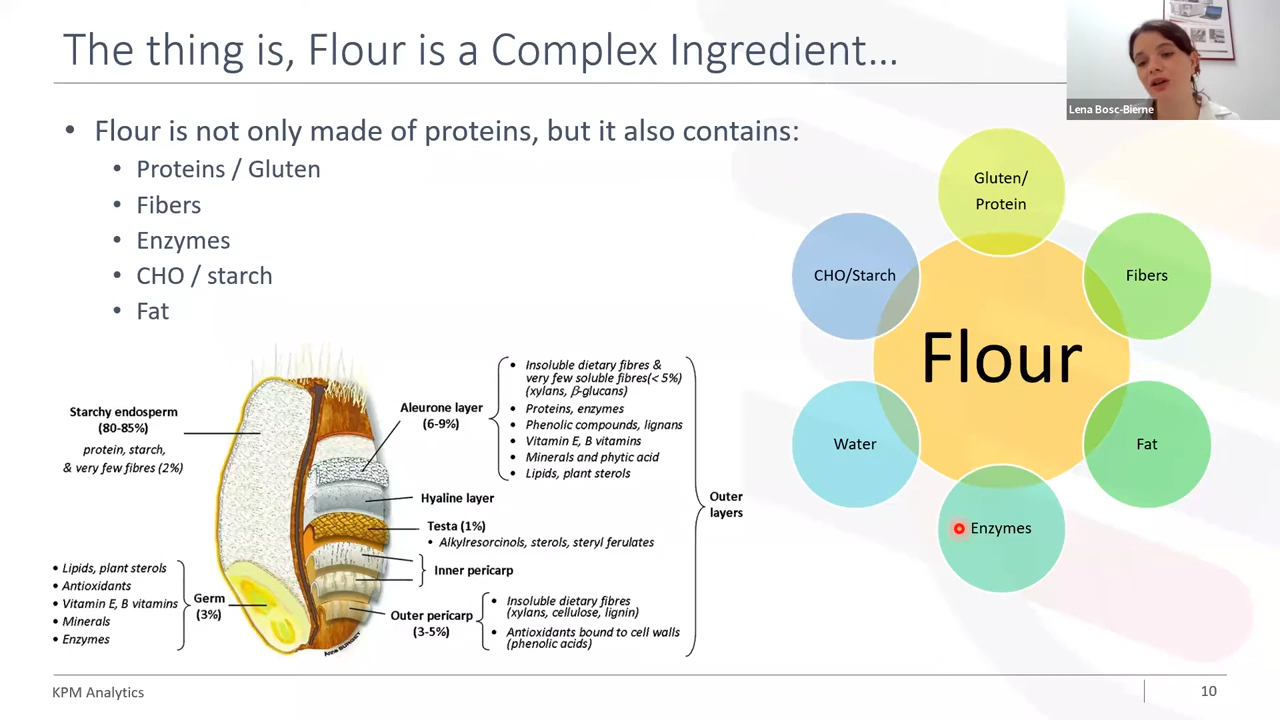 The thing is, Flour is a Complex Ingredient...
Lena Bosc-Bierne
• Flour is not only made of proteins, but it also contains:
• Proteins / Gluten
• Fibers
• Enzymes
• CHO / starch
• Fat
Starchy endosperm
(80-85%)
protein, starch,
& very few fibres (2%)
• Lipids, plant sterols
• Antioxidants
• Vitamin E, B vitamins
• Minerals
• Enzymes
Germ
(3%)
Aleurone layer
(6-9%)
• Insoluble dietary fibres &
very few soluble fibres(< 5%)
(xylans, β-glucans)
• Proteins, enzymes
• Phenolic compounds, lignans
• Vitamin E, B vitamins
• Minerals and phytic acid
• Lipids, plant sterols
Hyaline layer
Testa (1%)
• Alkylresorcinols, sterols, steryl ferulates
Inner pericarp
Outer pericarp
(3-5%)
• Insoluble dietary fibres
(xylans, cellulose, lignin)
• Antioxidants bound to cell walls
(phenolic acids)
Outer
layers
Gluten/
Protein
CHO/Starch
Fibers
Flour
Water
Fat
Enzymes
KPM Analytics
10